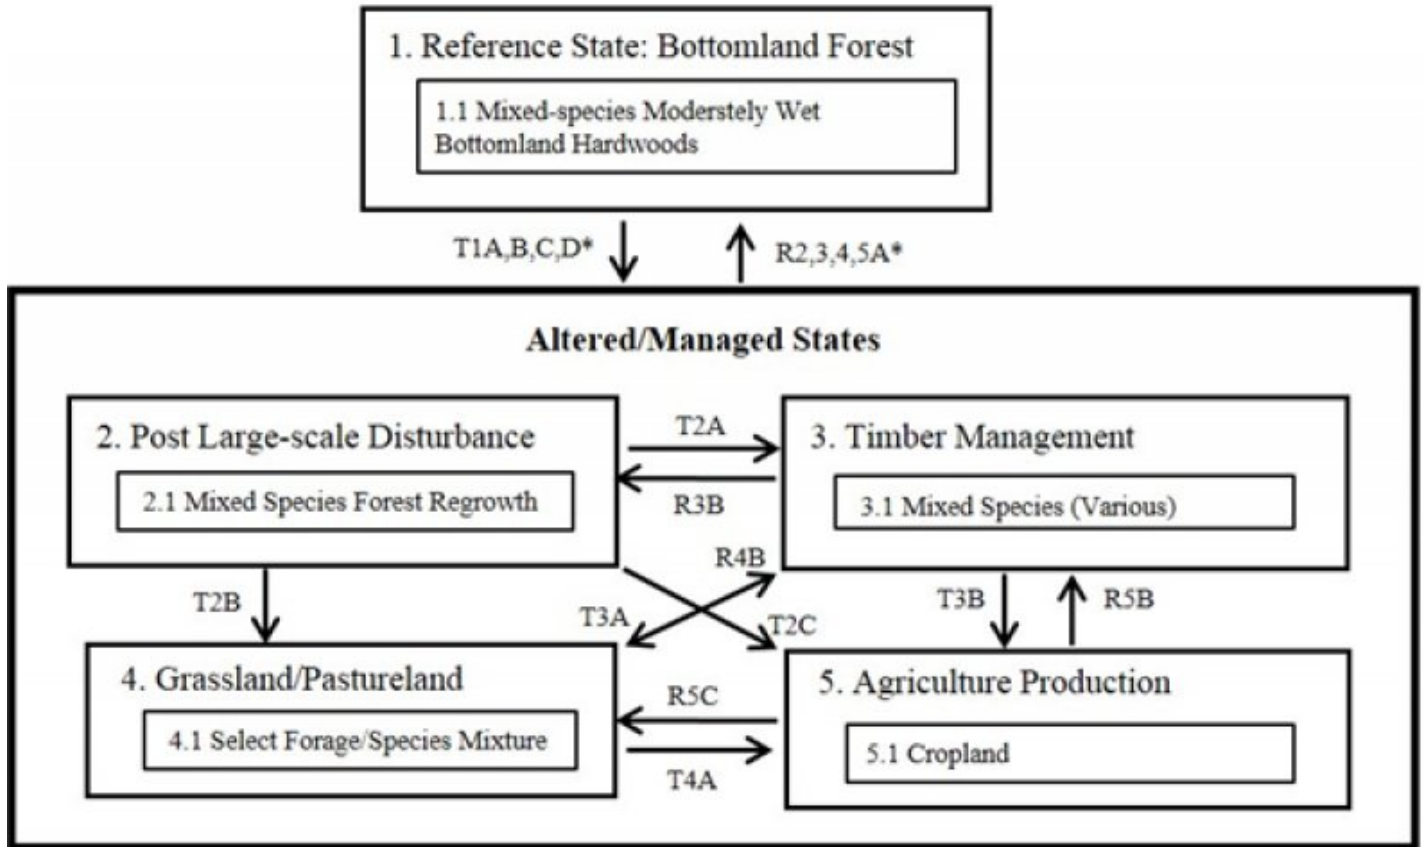 1. Reference State: Bottomland Forest
1.1 Mixed-species Moderstely Wet
Bottomland Hardwoods
T1A,B,C,D*
R2,3,4,5A*
Altered/Managed States
2. Post Large-scale Disturbance
2.1 Mixed Species Forest Regrowth
T2A
R3B
3. Timber Management
3.1 Mixed Species (Various)
T2B
R4B
T3A
T2C
T3B
R5B
4. Grassland/Pastureland
4.1 Select Forage/Species Mixture
R5C
T4A
5. Agriculture Production
5.1 Cropland